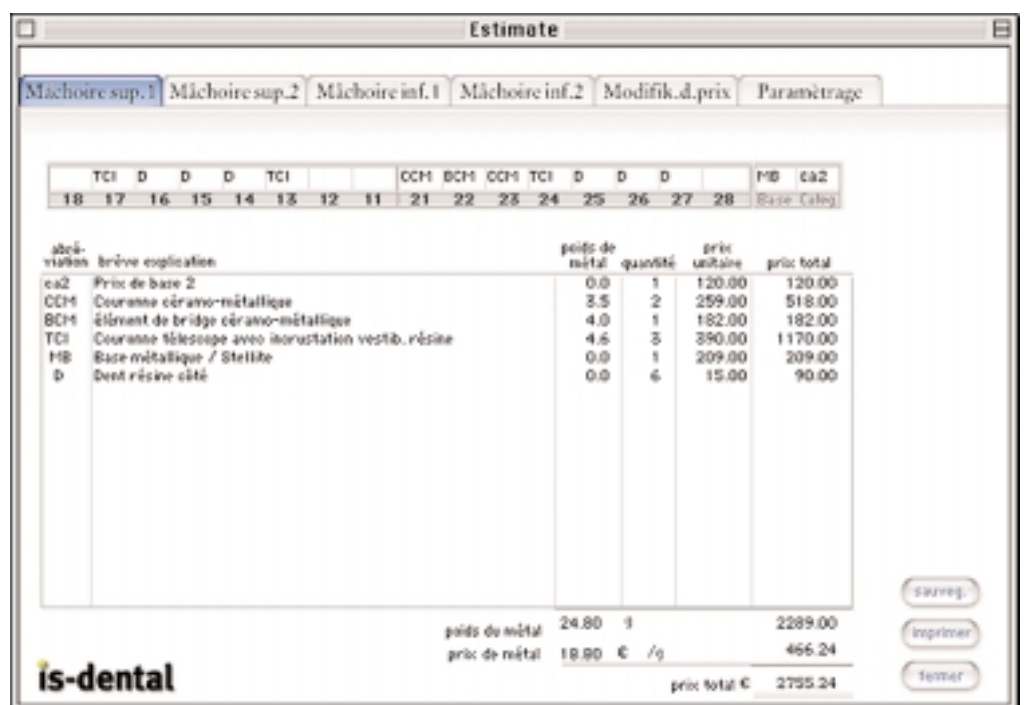 Estimate
Mâchoire sup.1 Mâchoire sup.2 Mâchoire inf.1 Mâchoire inf.2 Modifik.d.prix Paramètrage
TCI D D D TCI CCM BCM CCM TCI D D D MB ca2
18 17 16 15 14 13 12 11 21 22 23 24 25 26 27 28 Base Categ
abré- poids de prix
viation brève explication métal quantité unitaire prix total
ca2 Prix de base 2 0.0 1 120.00 120.00
CCM Couronne céramo-métallique 3.5 2 259.00 518.00
BCM élément de bridge céramo-métallique 4.0 1 182.00 182.00
TCI Couronne télescope avec incrustation vestib. résine 4.6 3 390.00 1170.00
MB Base métallique / Stellite 0.0 1 209.00 209.00
D Dent résine côté 0.0 6 15.00 90.00
sauveg.
poids du métal 24.80 g 2289.00
imprimer
prix de métal 18.80 € /g 466.24
is-dental
fermer
prix total € 2755.24